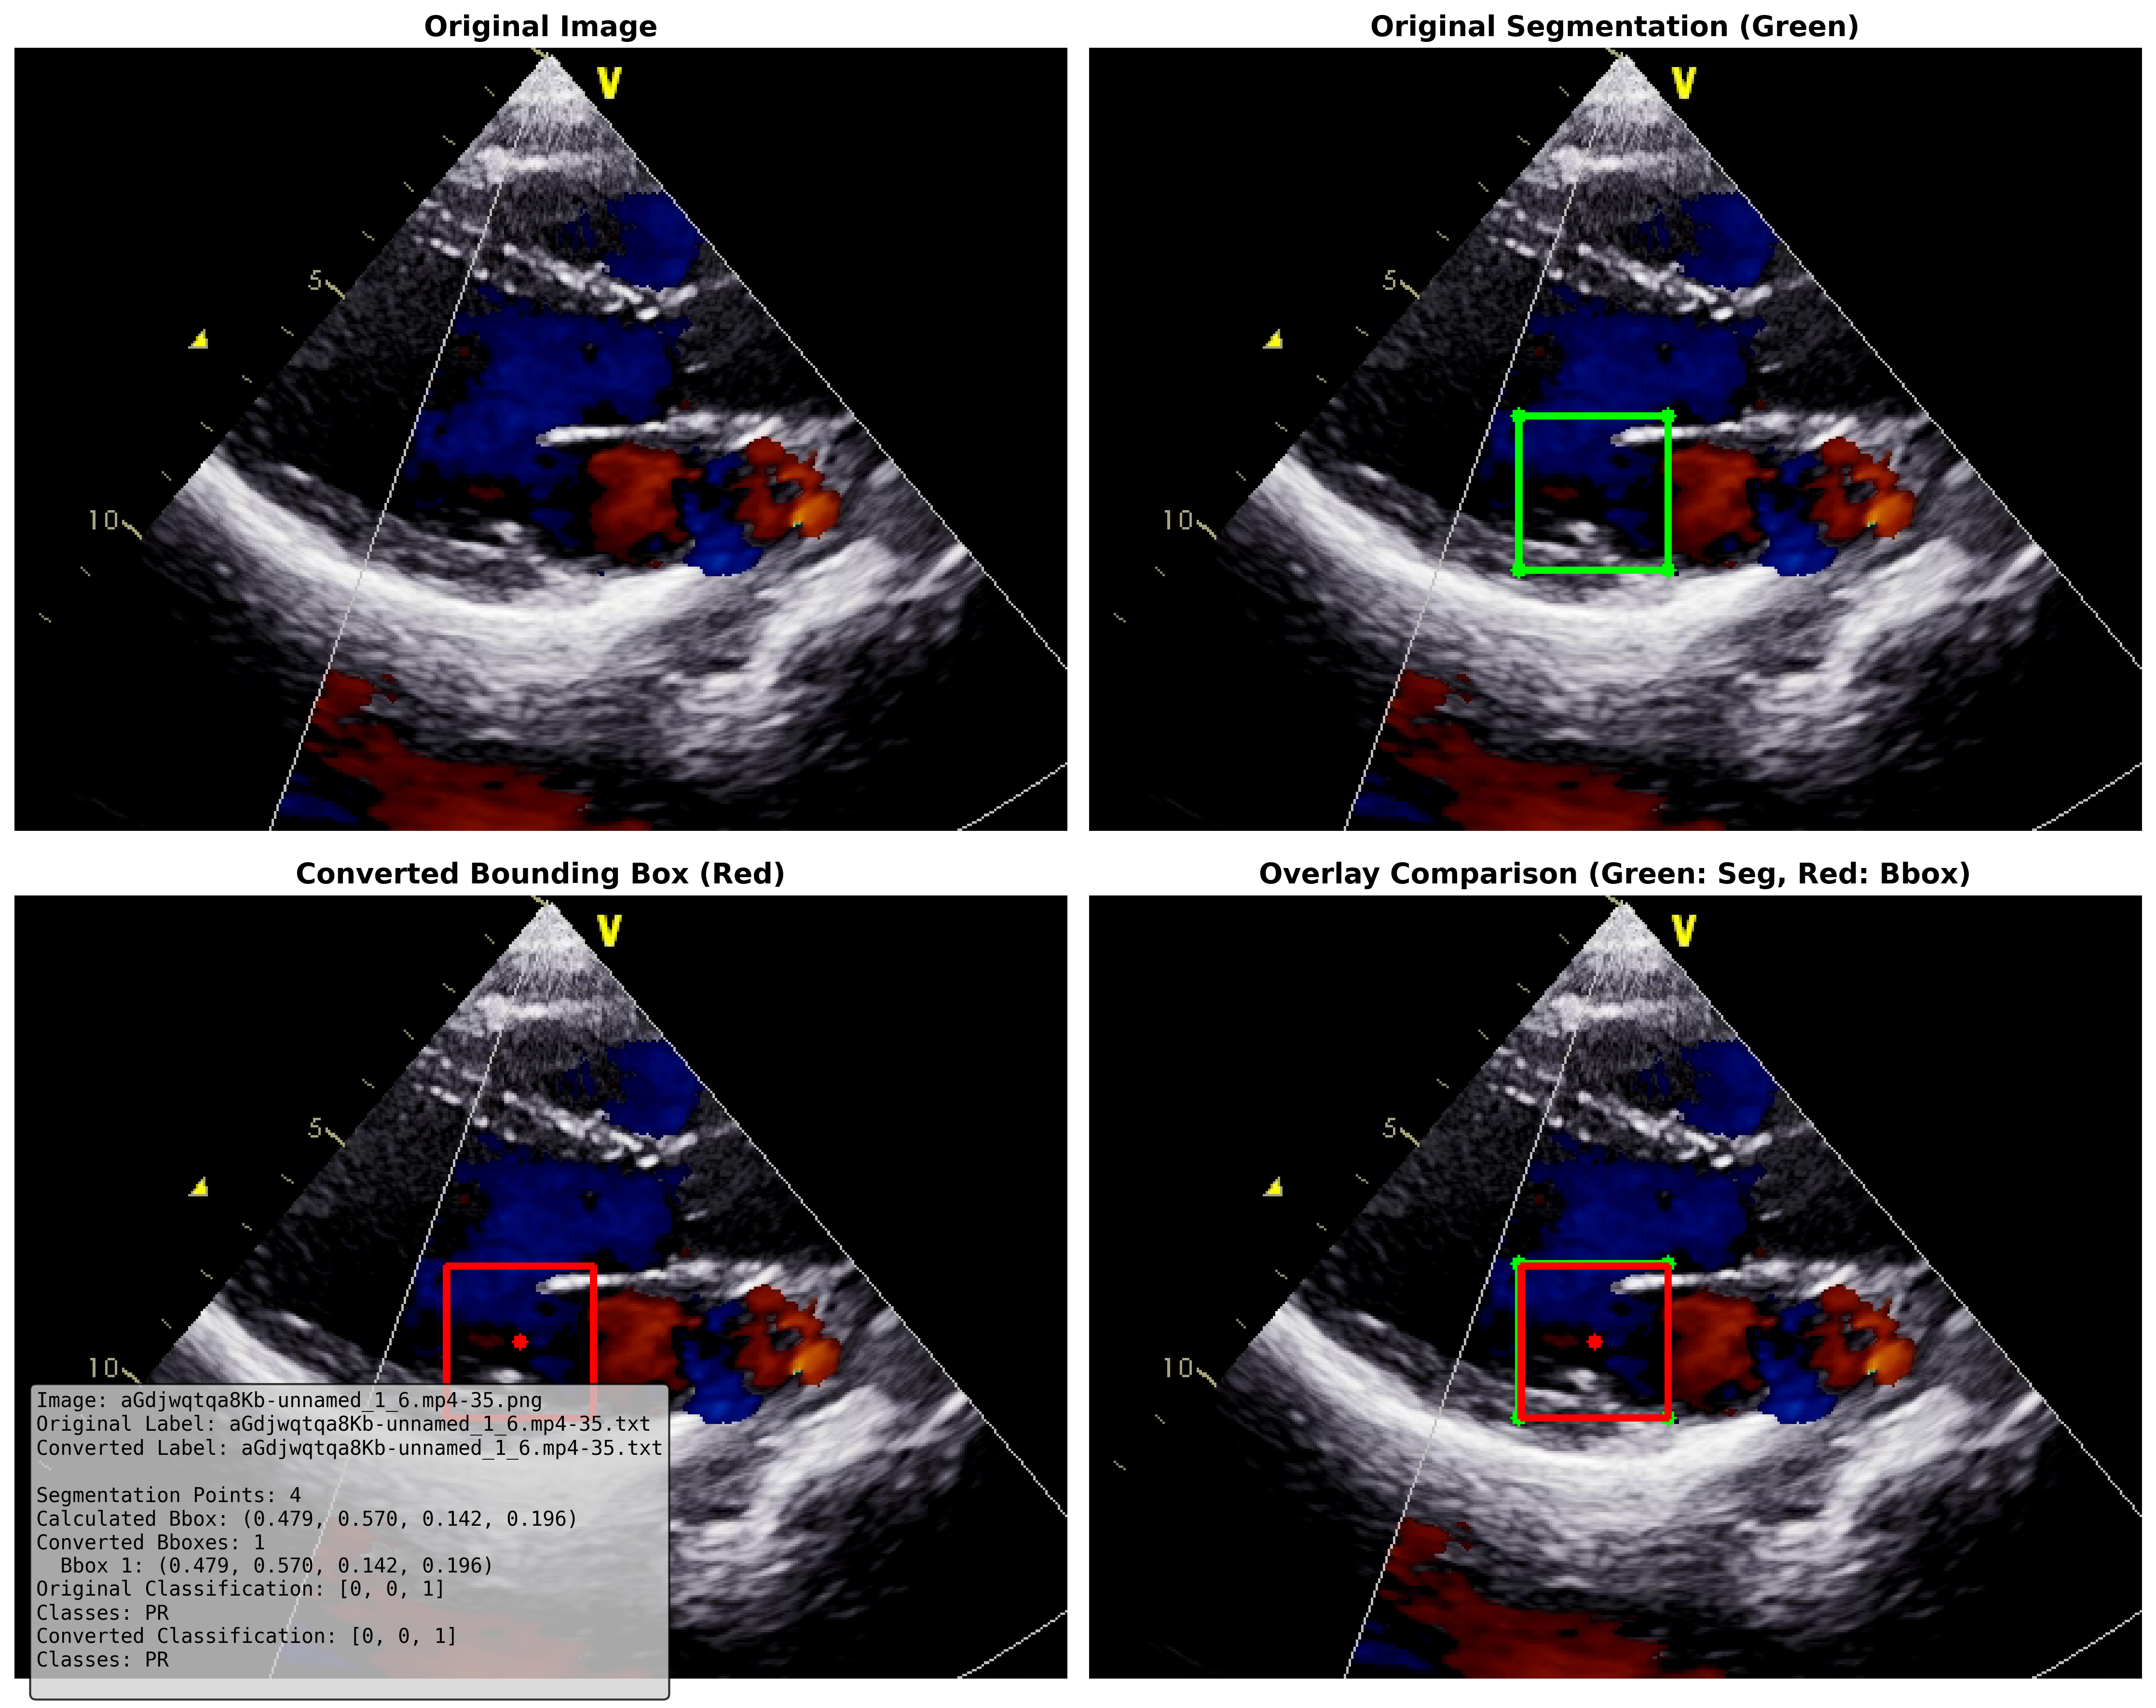 Original Image
Original Segmentation (Green)
V
5
10
V
5
10
Converted Bounding Box (Red)
Overlay Comparison (Green: Seg, Red: Bbox)
V
5
10
V
5
10
Image: aGdjwqtqa8Kb-unnamed_1_6.mp4-35.png
Original Label: aGdjwqtqa8Kb-unnamed_1_6.mp4-35.txt
Converted Label: aGdjwqtqa8Kb-unnamed_1_6.mp4-35.txt
Segmentation Points: 4
Calculated Bbox: (0.479, 0.570, 0.142, 0.196)
Converted Bboxes: 1
Bbox 1: (0.479, 0.570, 0.142, 0.196)
Original Classification: [0, 0, 1]
Classes: PR
Converted Classification: [0, 0, 1]
Classes: PR